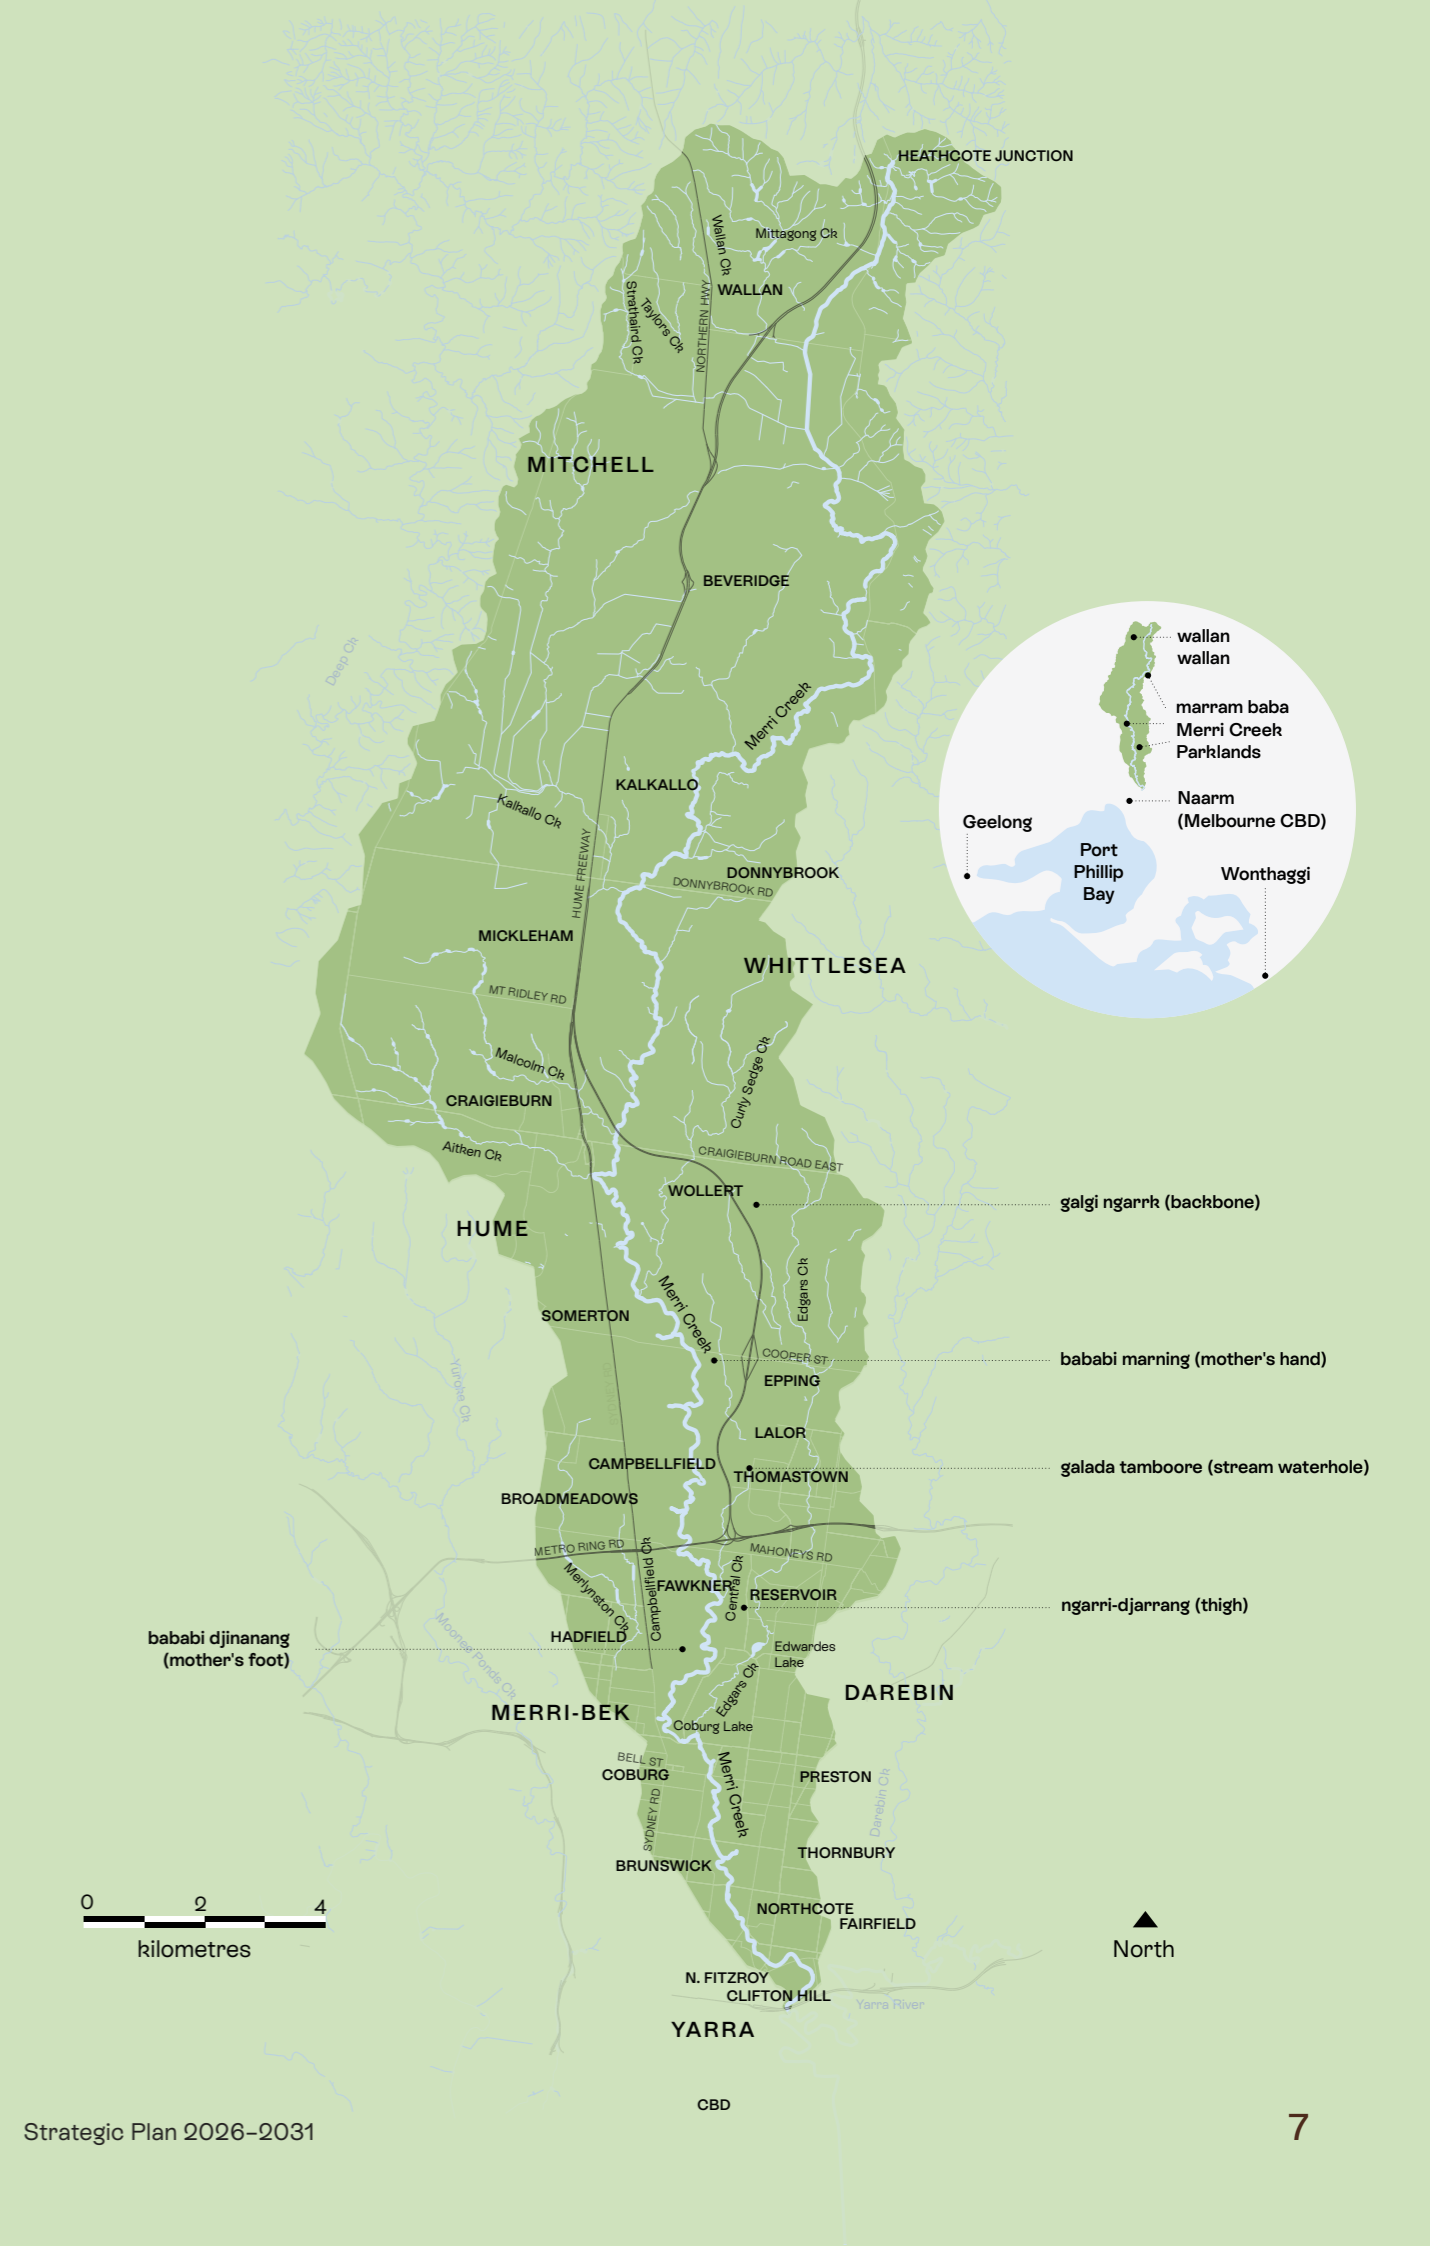 HEATHCOTE JUNCTION
Wallan Ck
Mittagong Ck
WALLAN
Strathaird Ck
Taylors Ck
NORTHERN HWY
MITCHELL
BEVERIDGE
Deep Ck
wallan
wallan
marram baba
Merri Creek
Parklands
Naarm
(Melbourne CBD)
Geelong
Port
Phillip
Bay
Wonthaggi
Merri Creek
KALKALLO
Kalkallo Ck
HUME FREEWAY
DONNYBROOK
DONNYBROOK RD
MICKLEHAM
WHITTLESEA
MT RIDLEY RD
Malcolm Ck
Curly Sedge Ck
CRAIGIEBURN
Aitken Ck
CRAIGIEBURN ROAD EAST
WOLLERT
galgi ngarrk (backbone)
HUME
Edgars Ck
Merri Creek
SOMERTON
COOPER ST
bababi marning (mother's hand)
EPPING
SYDNEY RD
Yuroke Ck
LALOR
CAMPBELLFIELD
THOMASTOWN
galada tamboore (stream waterhole)
BROADMEADOWS
METRO RING RD
MAHONEYS RD
Campbellfield Ck
Merlynston Ck
FAWKNER
Central Ck
RESERVOIR
ngarri-djarrang (thigh)
HADFIELD
bababi djinanang
(mother's foot)
Edwardes
Lake
Moonee Ponds Ck
Edgars Ck
DAREBIN
MERRI-BEK
Coburg Lake
BELL ST
COBURG
Merri Creek
PRESTON
SYDNEY RD
Darebin Ck
THORNBURY
BRUNSWICK
NORTHCOTE
FAIRFIELD
0 2 4
kilometres
North
N. FITZROY
CLIFTON HILL
Yarra River
YARRA
CBD
Strategic Plan 2026–2031
7